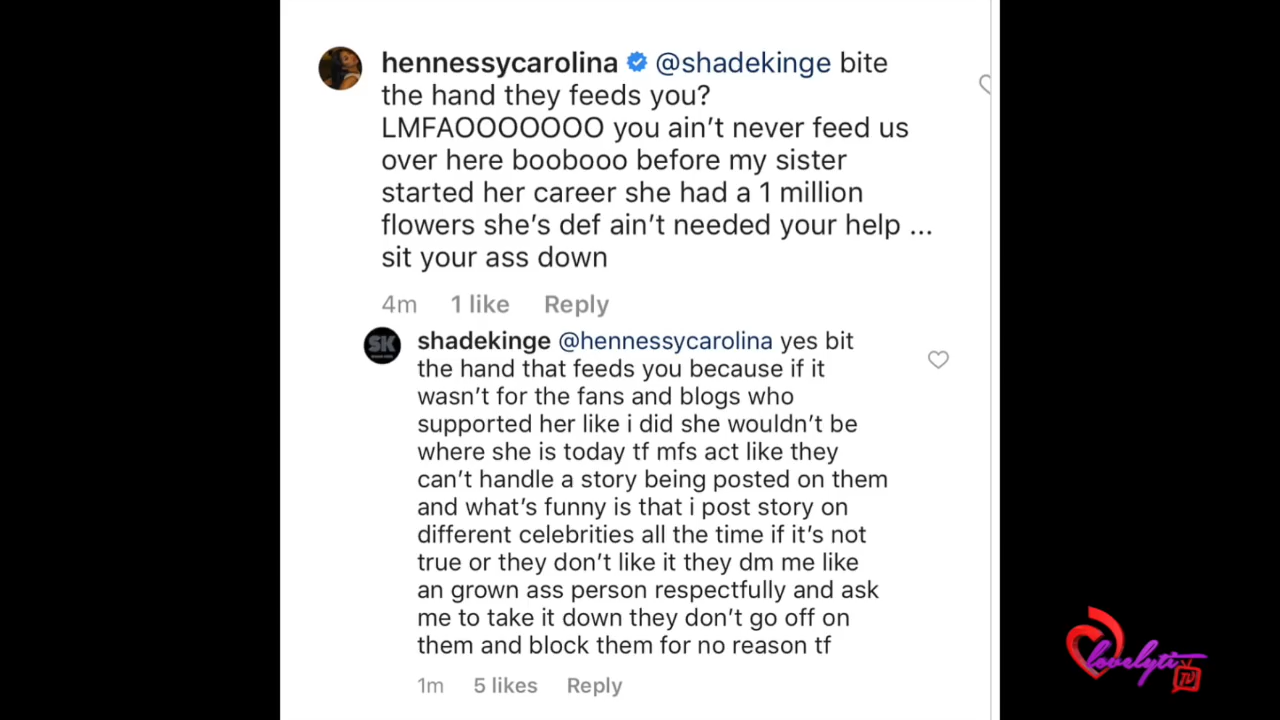 hennessycarolina @shadekinge bite
the hand they feeds you?
LMFAOOOOOOO you ain't never feed us
over here boobooo before my sister
started her career she had a 1 million
flowers she's def ain't needed your help ...
sit your ass down
4m 1 like Reply
SK
shadekinge @hennessycarolina yes bit
the hand that feeds you because if it
wasn't for the fans and blogs who
supported her like i did she wouldn't be
where she is today tf mfs act like they
can't handle a story being posted on them
and what's funny is that i post story on
different celebrities all the time if it's not
true or they don't like it they dm me like
an grown ass person respectfully and ask
me to take it down they don't go off on
them and block them for no reason tf
1m 5 likes Reply
lovelyti
TV